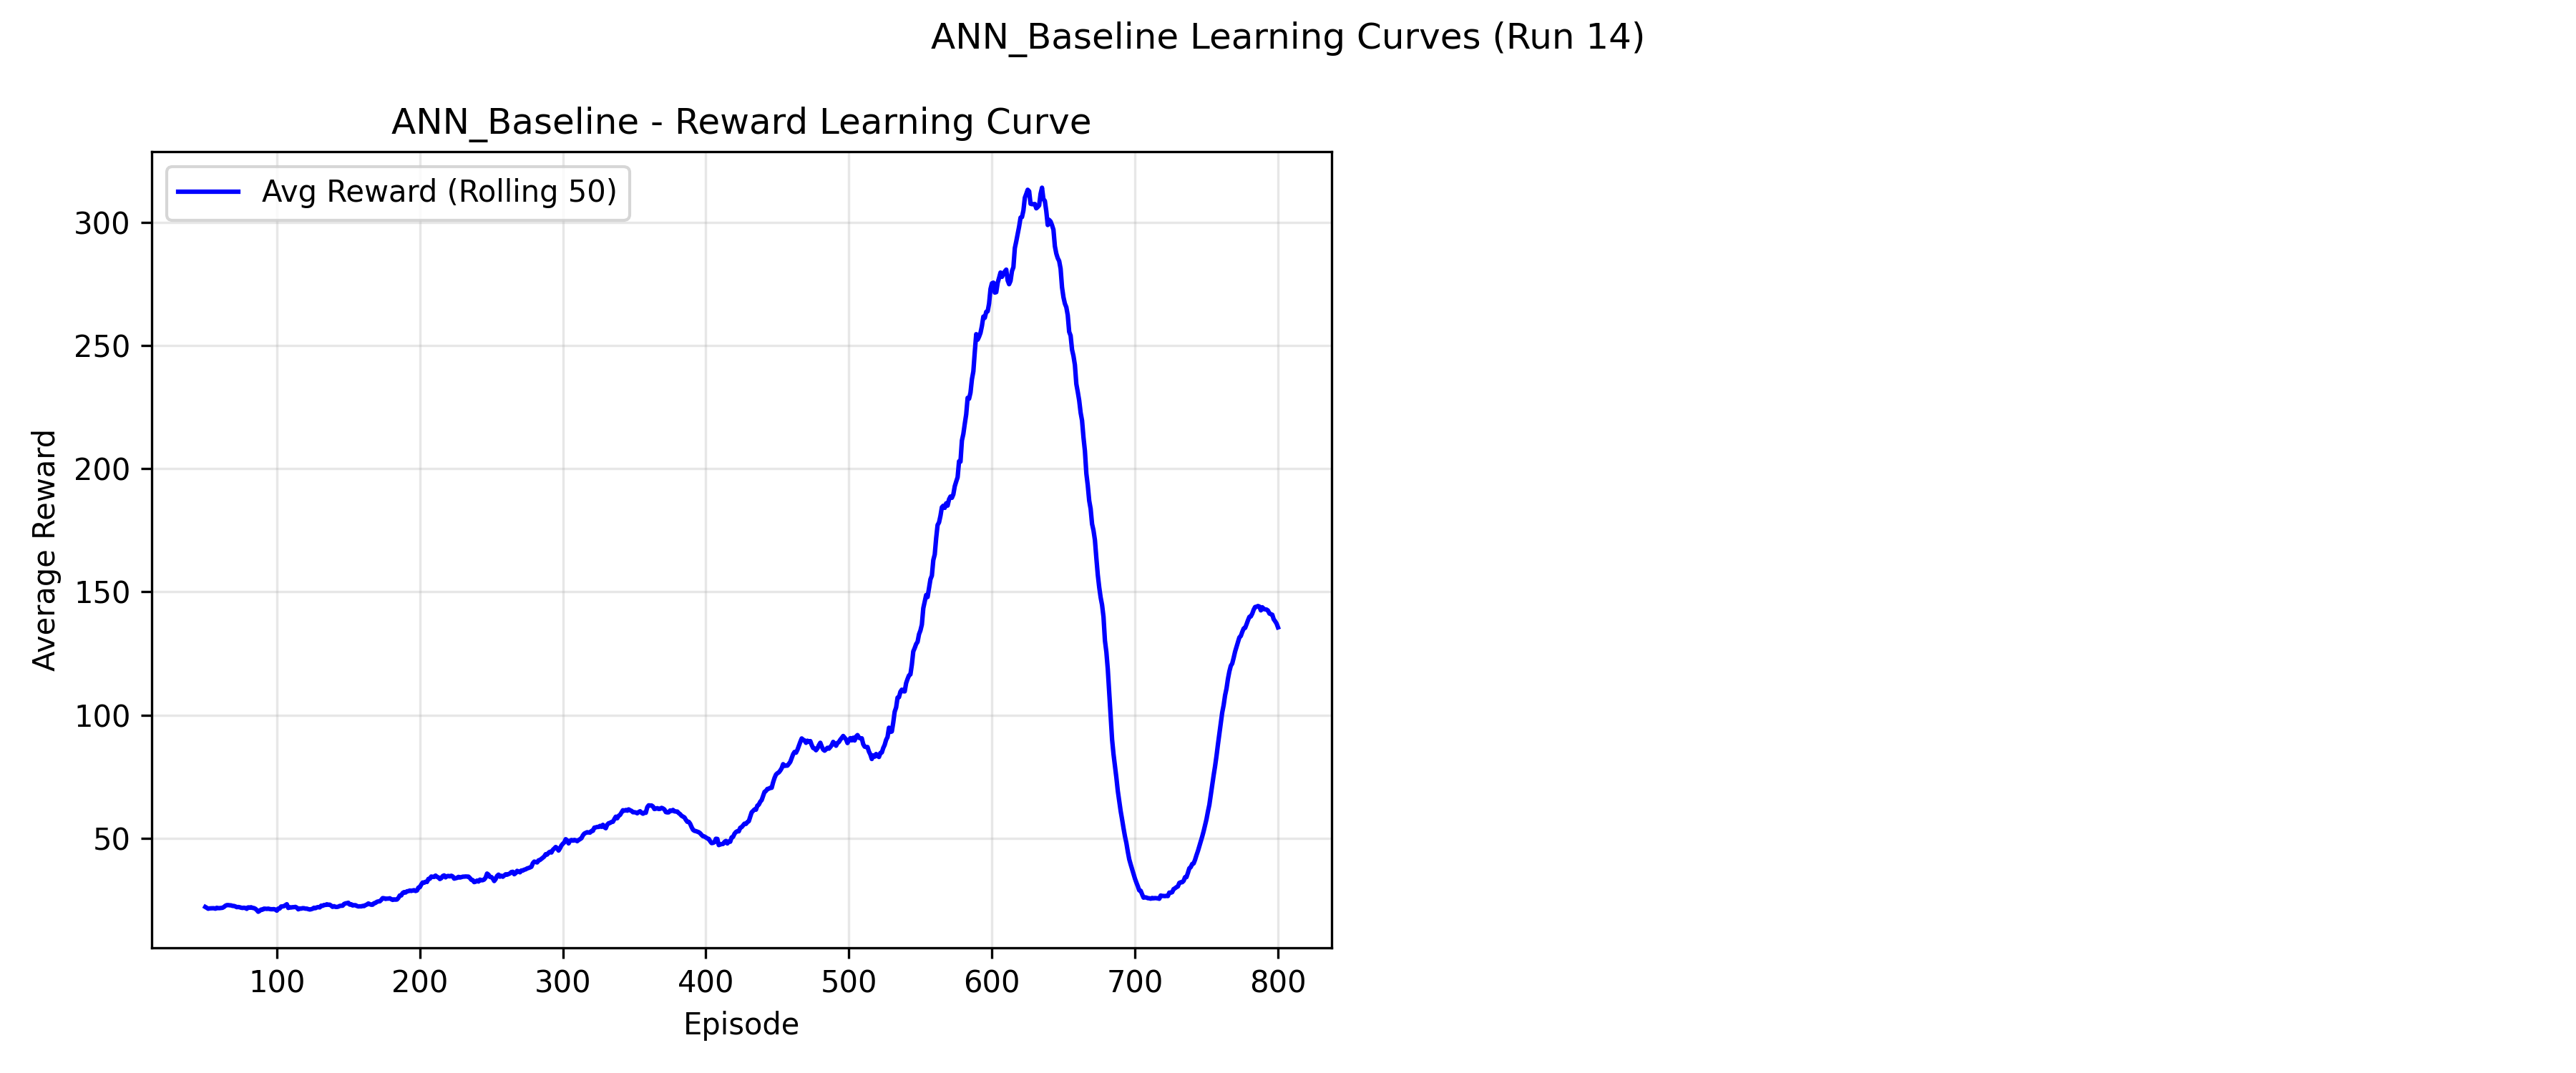 ANN_Baseline Learning Curves (Run 14)
ANN_Baseline - Reward Learning Curve
Avg Reward (Rolling 50)
Average Reward
300
250
200
150
100
50
100 200 300 400 500 600 700 800
Episode